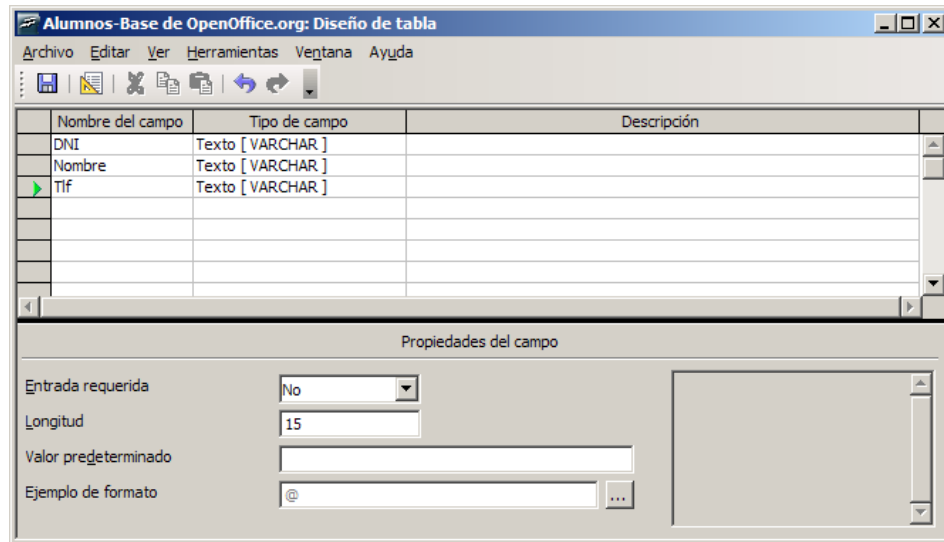 Alumnos-Base de OpenOffice.org: Diseño de tabla
Archivo Editar Ver Herramientas Ventana Ayuda
Nombre del campo Tipo de campo Descripción
DNI Texto [ VARCHAR ]
Nombre Texto [ VARCHAR ]
Tlf Texto [ VARCHAR ]
Propiedades del campo
Entrada requerida No
Longitud 15
Valor predeterminado
Ejemplo de formato @ ...